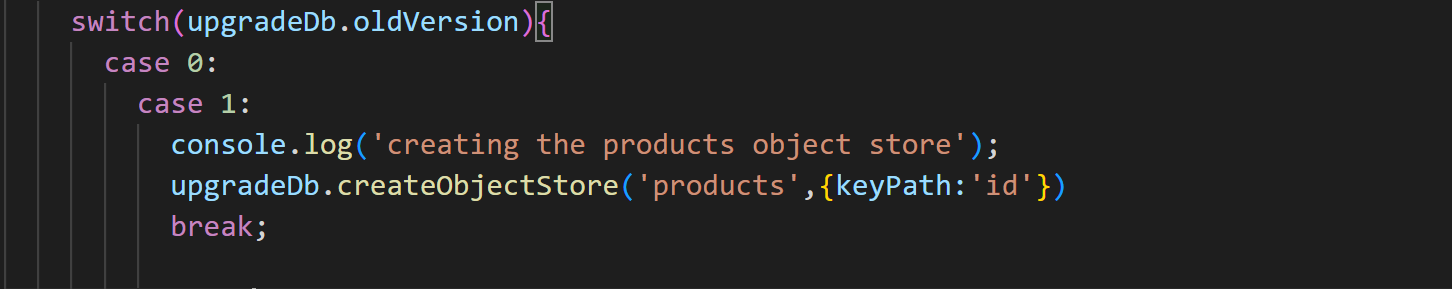 switch(upgradeDb.oldVersion){
case 0:
case 1:
console.log('creating the products object store');
upgradeDb.createObjectStore('products',{keyPath:'id'})
break;